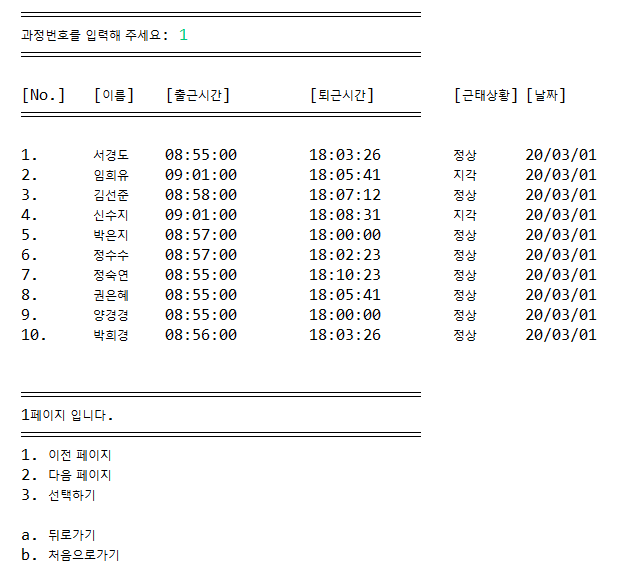 과정번호를 입력해 주세요: 1
[No.] [이름] [출근시간] [퇴근시간] [근태상황] [날짜]
1. 서경도 08:55:00 18:03:26 정상 20/03/01
2. 임희유 09:01:00 18:05:41 지각 20/03/01
3. 김선준 08:58:00 18:07:12 정상 20/03/01
4. 신수지 09:01:00 18:08:31 지각 20/03/01
5. 박은지 08:57:00 18:00:00 정상 20/03/01
6. 정수수 08:57:00 18:02:23 정상 20/03/01
7. 정숙연 08:55:00 18:10:23 정상 20/03/01
8. 권은혜 08:55:00 18:05:41 정상 20/03/01
9. 양경경 08:55:00 18:00:00 정상 20/03/01
10. 박희경 08:56:00 18:03:26 정상 20/03/01
1페이지 입니다.
1. 이전 페이지
2. 다음 페이지
3. 선택하기
a. 뒤로가기
b. 처음으로가기